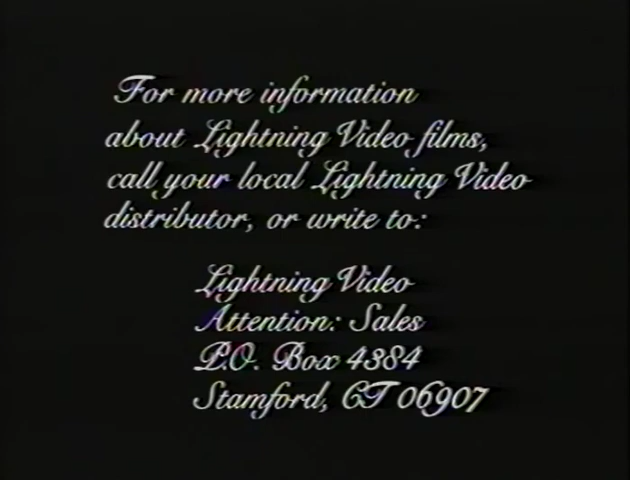 For more information
about Lightning Video films,
call your local Lightning Video
distributor, or write to:
Lightning Video
Attention: Sales
P.O. Box 4384
Stamford, CT 06907